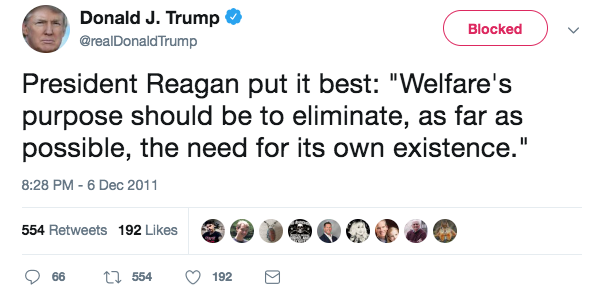 Donald J. Trump
@realDonaldTrump
Blocked
President Reagan put it best: "Welfare's
purpose should be to eliminate, as far as
possible, the need for its own existence."
8:28 PM - 6 Dec 2011
554 Retweets 192 Likes
66 554 192